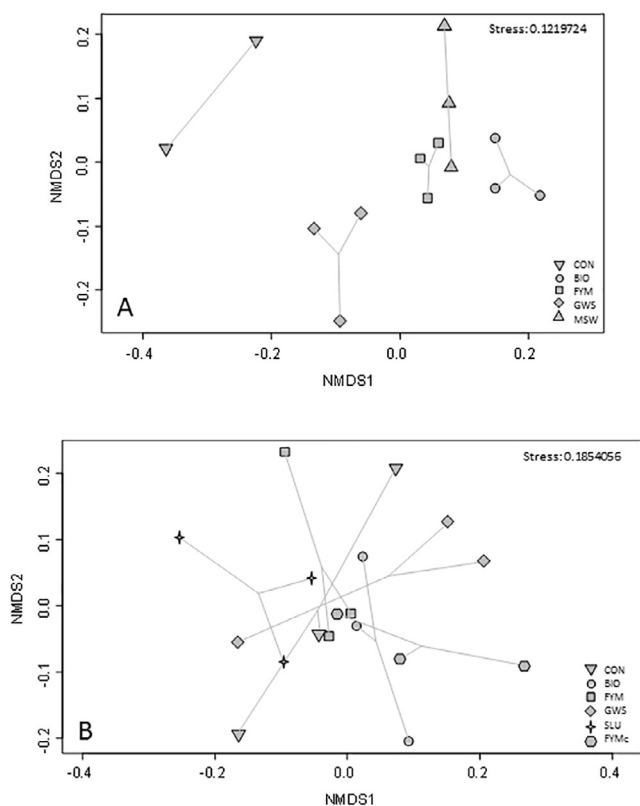 Stress: 0.1219724
0.2
0.1
0.0
-0.1
-0.2
NMDS2
A
CON
BIO
FYM
GWS
MSW
-0.4 -0.2 0.0 0.2
NMDS1
Stress: 0.1854056
0.2
0.1
0.0
-0.1
-0.2
NMDS2
B
CON
BIO
FYM
GWS
SLU
FYMc
-0.4 -0.2 0.0 0.2 0.4
NMDS1